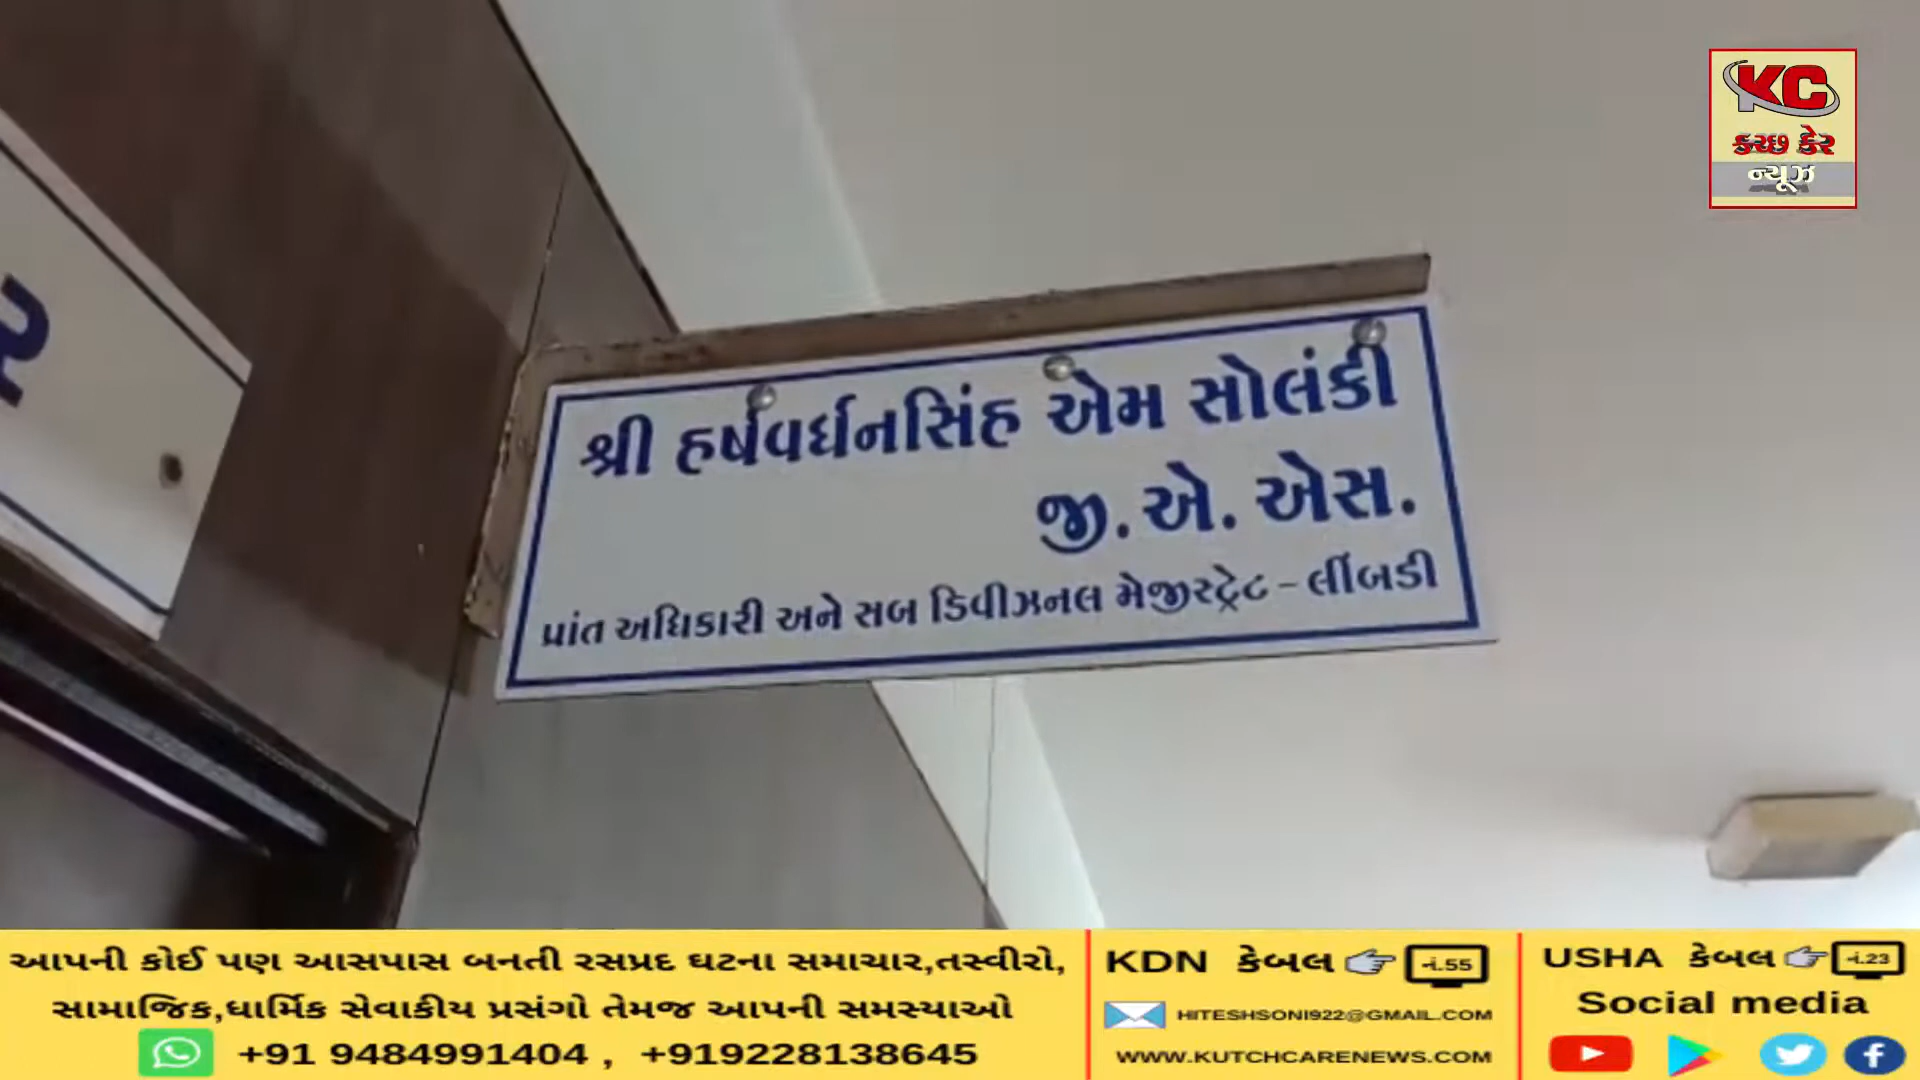 KC
કચ્છ કેર
ન્યૂઝ
ર
શ્રી હર્ષવર્ધનસિંહ એમ સોલંકી
જી. એ. એસ.
પ્રાંત અધિકારી અને સબ ડિવીઝનલ મેજીસ્ટ્રેટ - લીંબડી
આપની કોઈ પણ આસપાસ બનતી રસપ્રદ ઘટના સમાચાર,તસ્વીરો,
સામાજિક,ધાર્મિક સેવાકીય પ્રસંગો તેમજ આપની સમસ્યાઓ
+91 9484991404 , +919228138645
KDN કેબલ નં.55
HITESHSONI922@GMAIL.COM
WWW.KUTCHCARENEWS.COM
USHA કેબલ નં.23
Social media